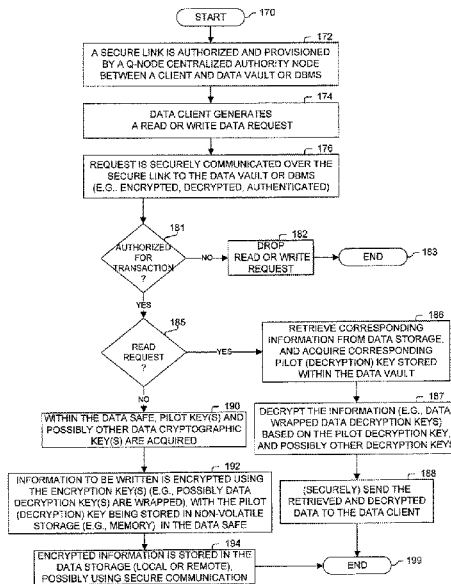 START
170
172
A SECURE LINK IS AUTHORIZED AND PROVISIONED
BY A Q-NODE CENTRALIZED AUTHORITY NODE
BETWEEN A CLIENT AND DATA VAULT OR DBMS
174
DATA CLIENT GENERATES
A READ OR WRITE DATA REQUEST
176
REQUEST IS SECURELY COMMUNICATED OVER THE
SECURE LINK TO THE DATA VAULT OR DBMS
(E.G., ENCRYPTED, DECRYPTED, AUTHENTICATED)
181
AUTHORIZED
FOR
TRANSACTION
?
NO
182
DROP
READ OR WRITE
REQUEST
END
183
YES
185
READ
REQUEST
?
YES
186
RETRIEVE CORRESPONDING
INFORMATION FROM DATA STORAGE,
AND ACQUIRE CORRESPONDING
PILOT (DECRYPTION) KEY STORED
WITHIN THE DATA VAULT
187
DECRYPT THE INFORMATION (E.G., DATA,
WRAPPED DATA DECRYPTION KEYS)
BASED ON THE PILOT DECRYPTION KEY,
AND POSSIBLY OTHER DECRYPTION KEY
188
(SECURELY) SEND THE
RETRIEVED AND DECRYPTED
DATA TO THE DATA CLIENT
NO
190
WITHIN THE DATA SAFE, PILOT KEY(S) AND
POSSIBLY OTHER DATA CRYPTOGRAPHIC
KEY(S) ARE ACQUIRED
192
INFORMATION TO BE WRITTEN IS ENCRYPTED USING
THE ENCRYPTION KEY(S) (E.G., POSSIBLY DATA
DECRYPTION KEY(S) ARE WRAPPED), WITH THE PILOT
(DECRYPTION) KEY BEING STORED IN NON-VOLATILE
STORAGE (E.G., MEMORY) IN THE DATA SAFE
194
ENCRYPTED INFORMATION IS STORED IN THE
DATA STORAGE (LOCAL OR REMOTE),
POSSIBLY USING SECURE COMMUNICATION
END
199